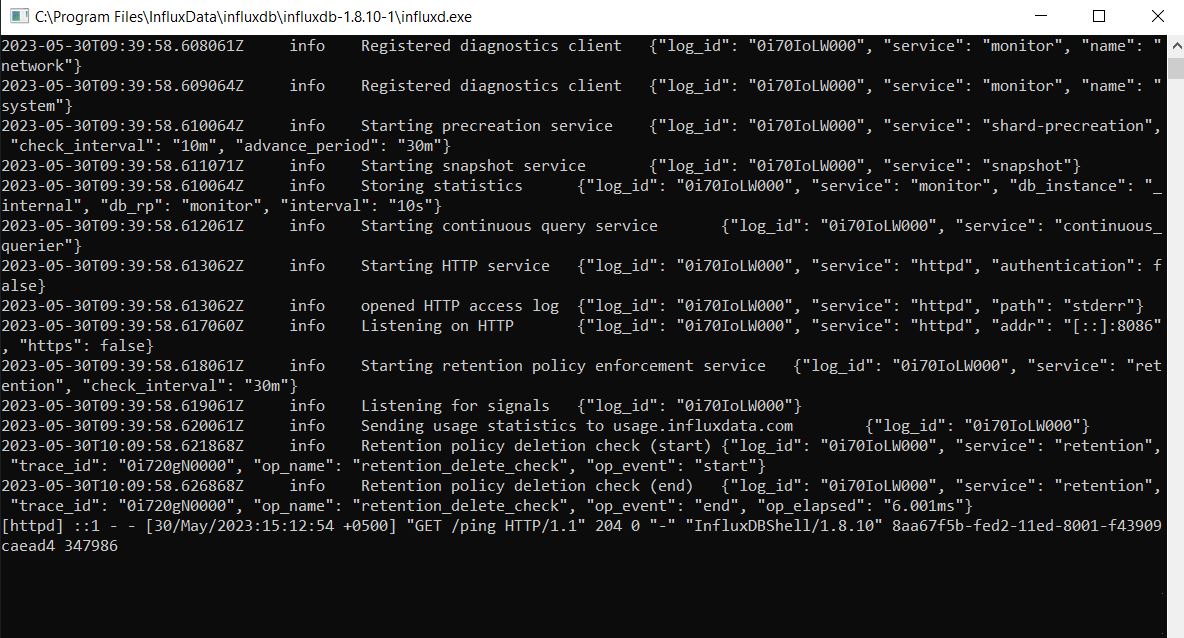 C:\Program Files\InfluxData\influxdb\influxdb-1.8.10-1\influxd.exe
2023-05-30T09:39:58.608061Z     info    Registered diagnostics client   {"log_id": "0i70IoLW000", "service": "monitor", "name": "
network"}
2023-05-30T09:39:58.609064Z     info    Registered diagnostics client   {"log_id": "0i70IoLW000", "service": "monitor", "name": "
system"}
2023-05-30T09:39:58.610064Z     info    Starting precreation service    {"log_id": "0i70IoLW000", "service": "shard-precreation",
 "check_interval": "10m", "advance_period": "30m"}
2023-05-30T09:39:58.611071Z     info    Starting snapshot service       {"log_id": "0i70IoLW000", "service": "snapshot"}
2023-05-30T09:39:58.610064Z     info    Storing statistics      {"log_id": "0i70IoLW000", "service": "monitor", "db_instance": "_
internal", "db_rp": "monitor", "interval": "10s"}
2023-05-30T09:39:58.612061Z     info    Starting continuous query service       {"log_id": "0i70IoLW000", "service": "continuous_
querier"}
2023-05-30T09:39:58.613062Z     info    Starting HTTP service   {"log_id": "0i70IoLW000", "service": "httpd", "authentication": f
alse}
2023-05-30T09:39:58.613062Z     info    opened HTTP access log  {"log_id": "0i70IoLW000", "service": "httpd", "path": "stderr"}
2023-05-30T09:39:58.617060Z     info    Listening on HTTP       {"log_id": "0i70IoLW000", "service": "httpd", "addr": "[::]:8086"
, "https": false}
2023-05-30T09:39:58.618061Z     info    Starting retention policy enforcement service   {"log_id": "0i70IoLW000", "service": "ret
ention", "check_interval": "30m"}
2023-05-30T09:39:58.619061Z     info    Listening for signals   {"log_id": "0i70IoLW000"}
2023-05-30T09:39:58.620061Z     info    Sending usage statistics to usage.influxdata.com        {"log_id": "0i70IoLW000"}
2023-05-30T10:09:58.621868Z     info    Retention policy deletion check (start) {"log_id": "0i70IoLW000", "service": "retention",
 "trace_id": "0i720gN0000", "op_name": "retention_delete_check", "op_event": "start"}
2023-05-30T10:09:58.626868Z     info    Retention policy deletion check (end)   {"log_id": "0i70IoLW000", "service": "retention",
 "trace_id": "0i720gN0000", "op_name": "retention_delete_check", "op_event": "end", "op_elapsed": "6.001ms"}
[httpd] ::1 - - [30/May/2023:15:12:54 +0500] "GET /ping HTTP/1.1" 204 0 "-" "InfluxDBShell/1.8.10" 8aa67f5b-fed2-11ed-8001-f43909
caead4 347986